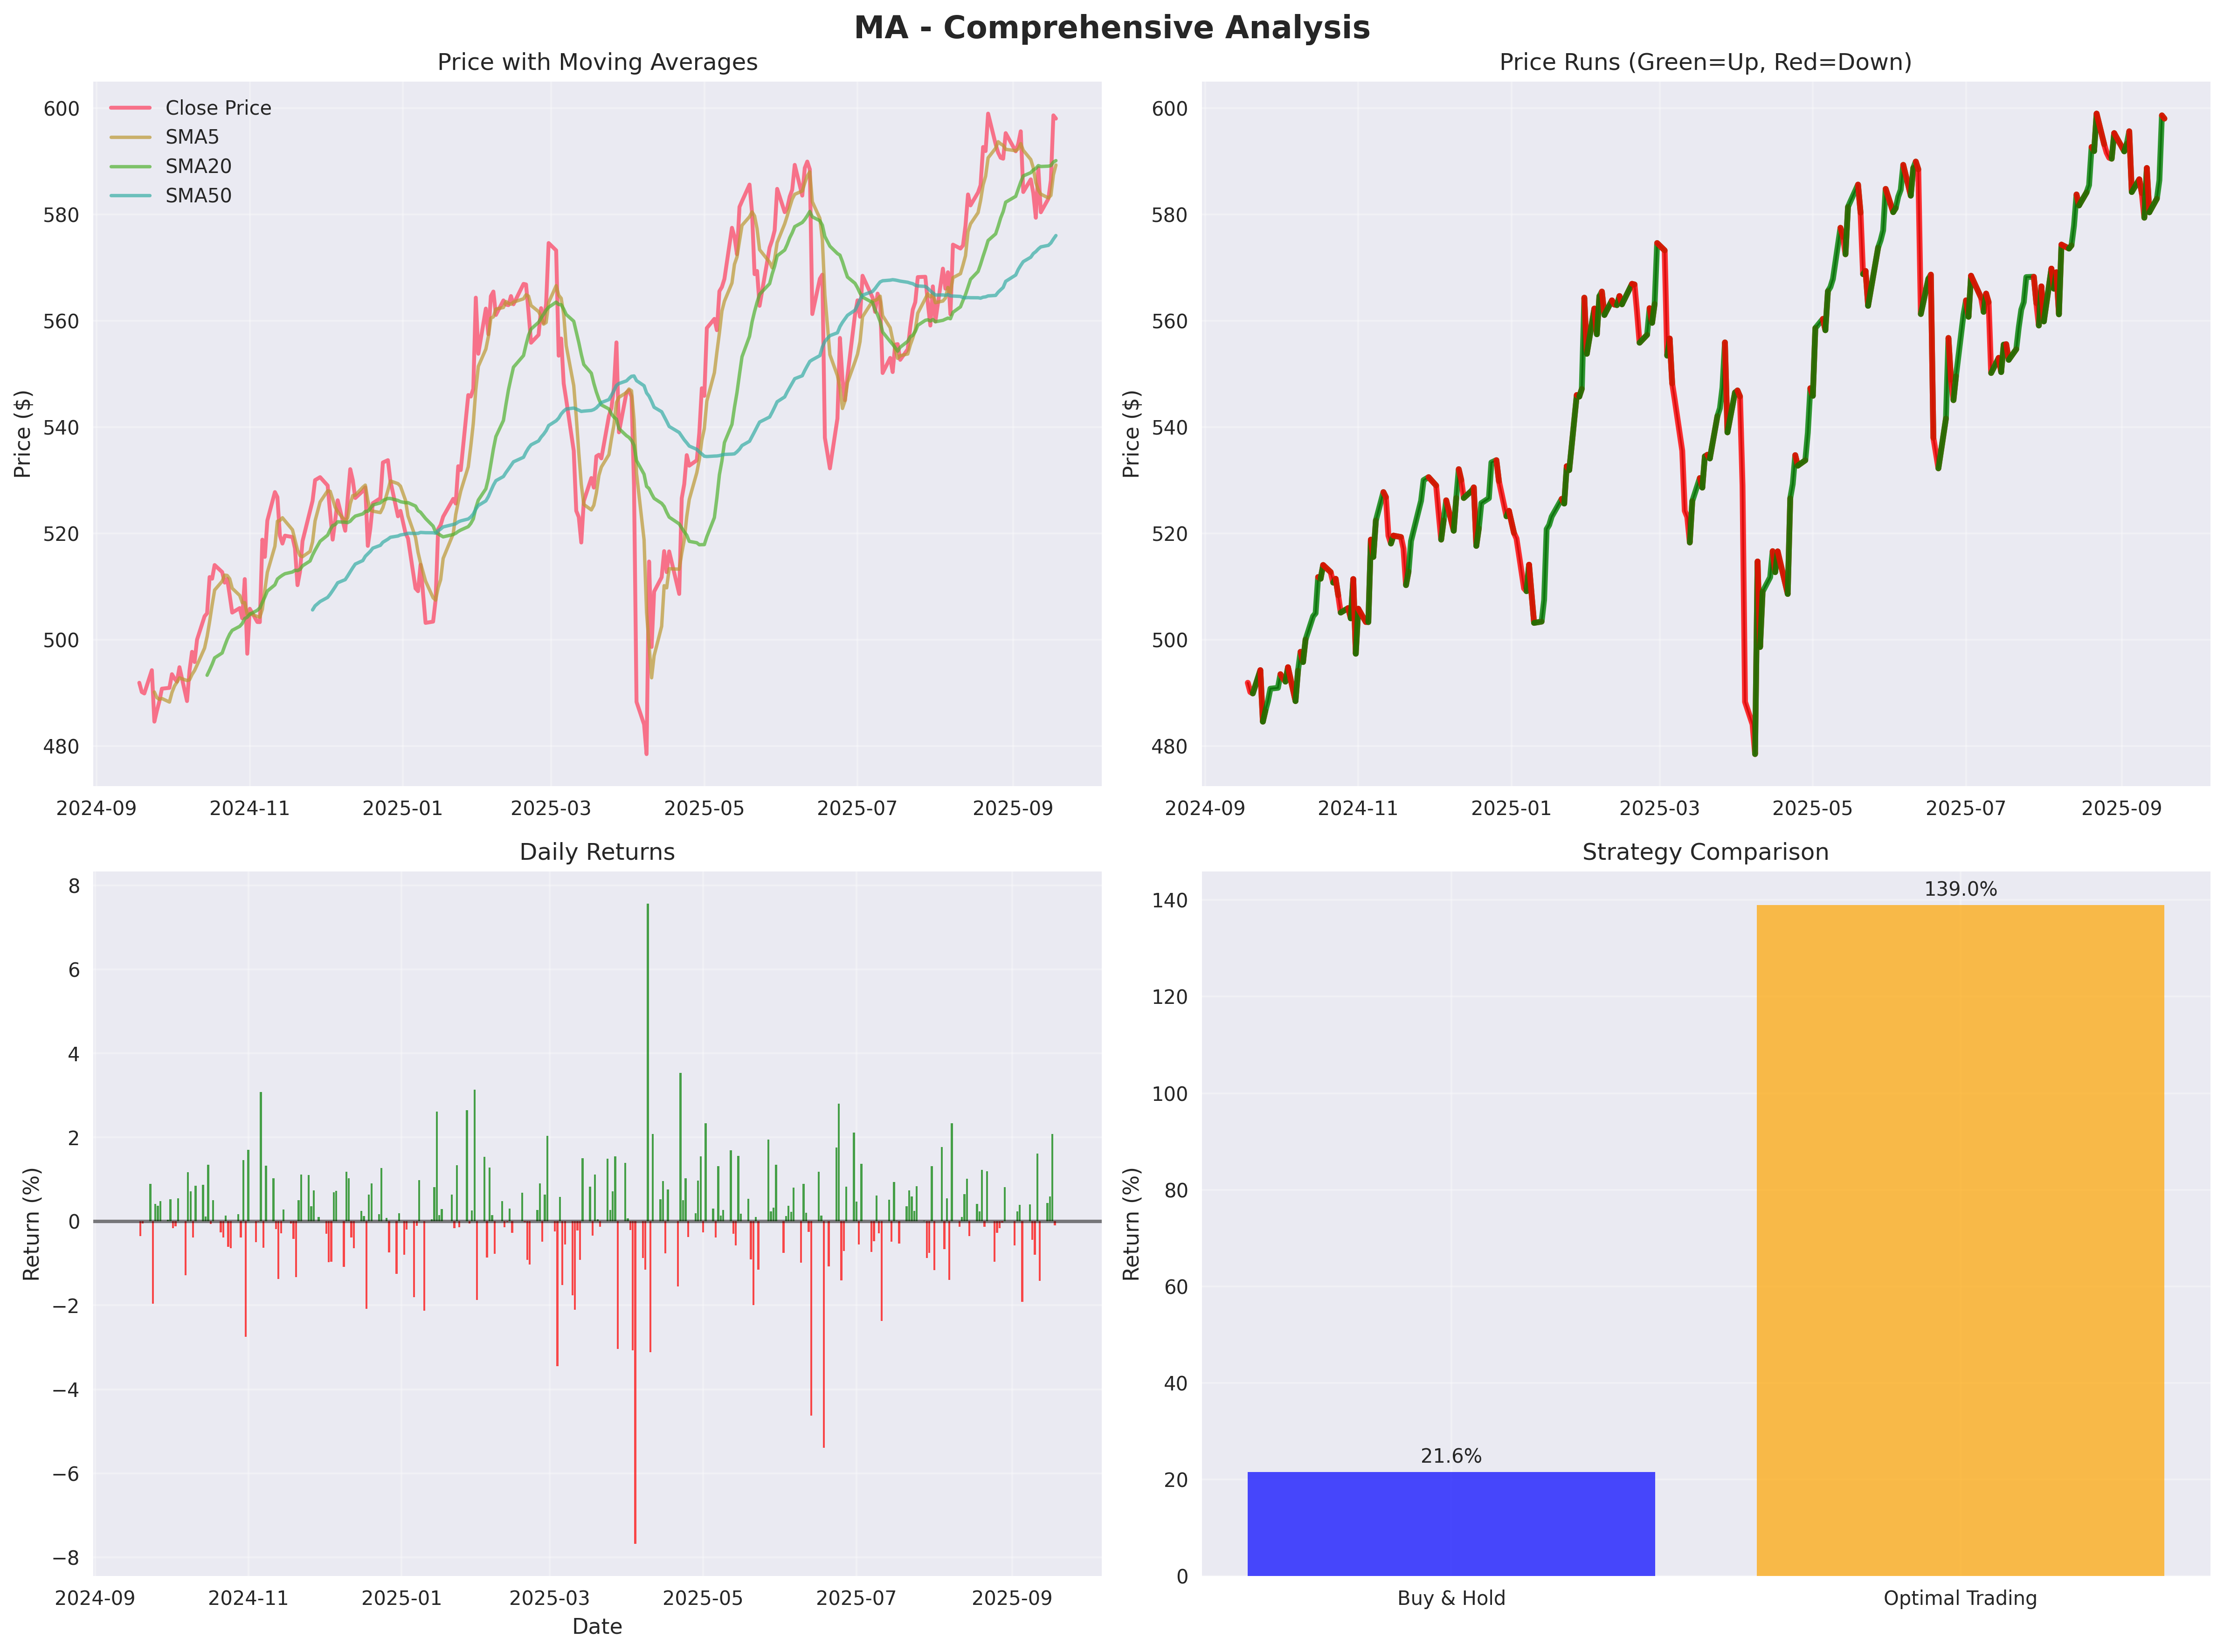 MA - Comprehensive Analysis
Price with Moving Averages
Price ($)
600
580
560
540
520
500
480
Close Price
SMA5
SMA20
SMA50
2024-09 2024-11 2025-01 2025-03 2025-05 2025-07 2025-09
Price Runs (Green=Up, Red=Down)
Price ($)
600
580
560
540
520
500
480
2024-09 2024-11 2025-01 2025-03 2025-05 2025-07 2025-09
Daily Returns
Return (%)
8
6
4
2
0
−2
−4
−6
−8
2024-09 2024-11 2025-01 2025-03 2025-05 2025-07 2025-09
Date
Strategy Comparison
Return (%)
140
120
100
80
60
40
20
0
21.6%
139.0%
Buy & Hold Optimal Trading